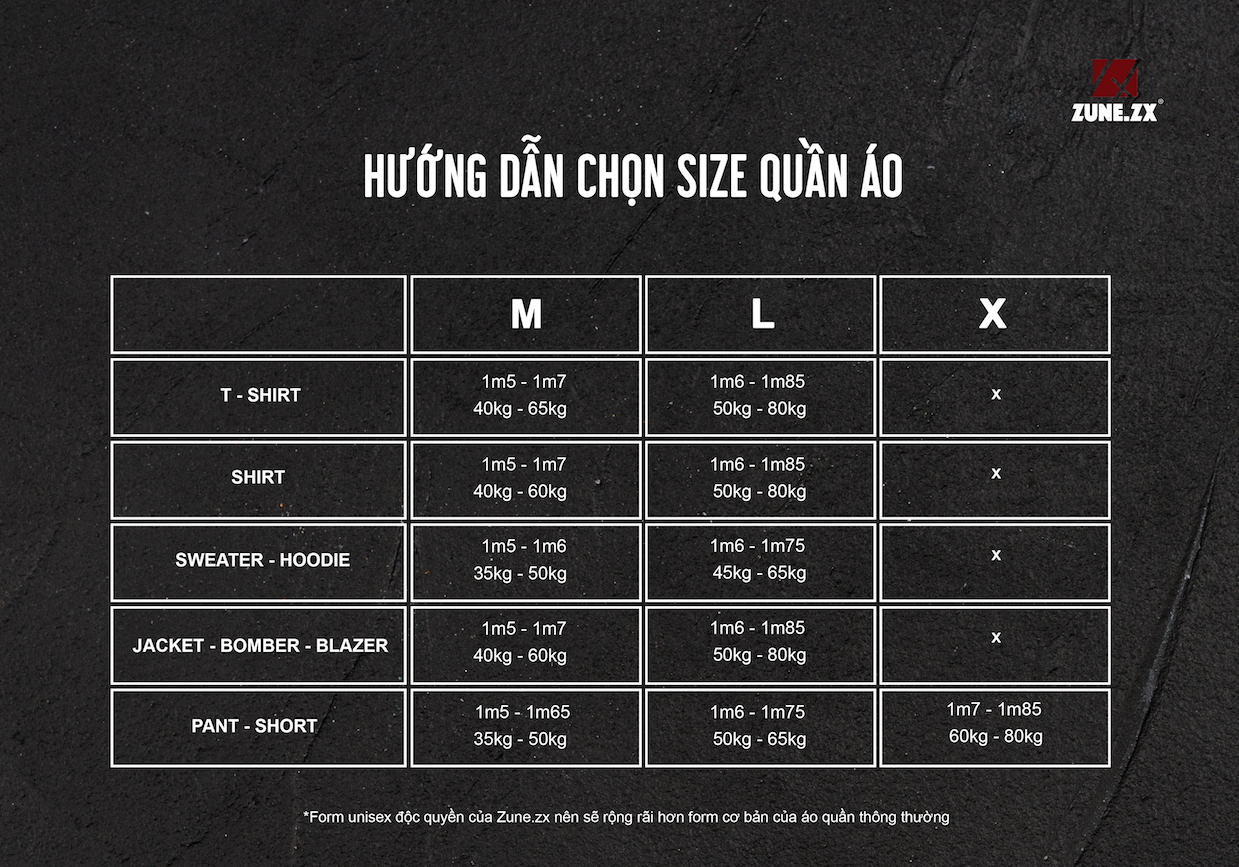 ZUNE.ZX®
HƯỚNG DẪN CHỌN SIZE QUẦN ÁO
M L X
T - SHIRT
1m5 - 1m7
40kg - 65kg
1m6 - 1m85
50kg - 80kg
x
SHIRT
1m5 - 1m7
40kg - 60kg
1m6 - 1m85
50kg - 80kg
x
SWEATER - HOODIE
1m5 - 1m6
35kg - 50kg
1m6 - 1m75
45kg - 65kg
x
JACKET - BOMBER - BLAZER
1m5 - 1m7
40kg - 60kg
1m6 - 1m85
50kg - 80kg
x
PANT - SHORT
1m5 - 1m65
35kg - 50kg
1m6 - 1m75
50kg - 65kg
1m7 - 1m85
60kg - 80kg
*Form unisex độc quyền của Zune.zx nên sẽ rộng rãi hơn form cơ bản của áo quần thông thường